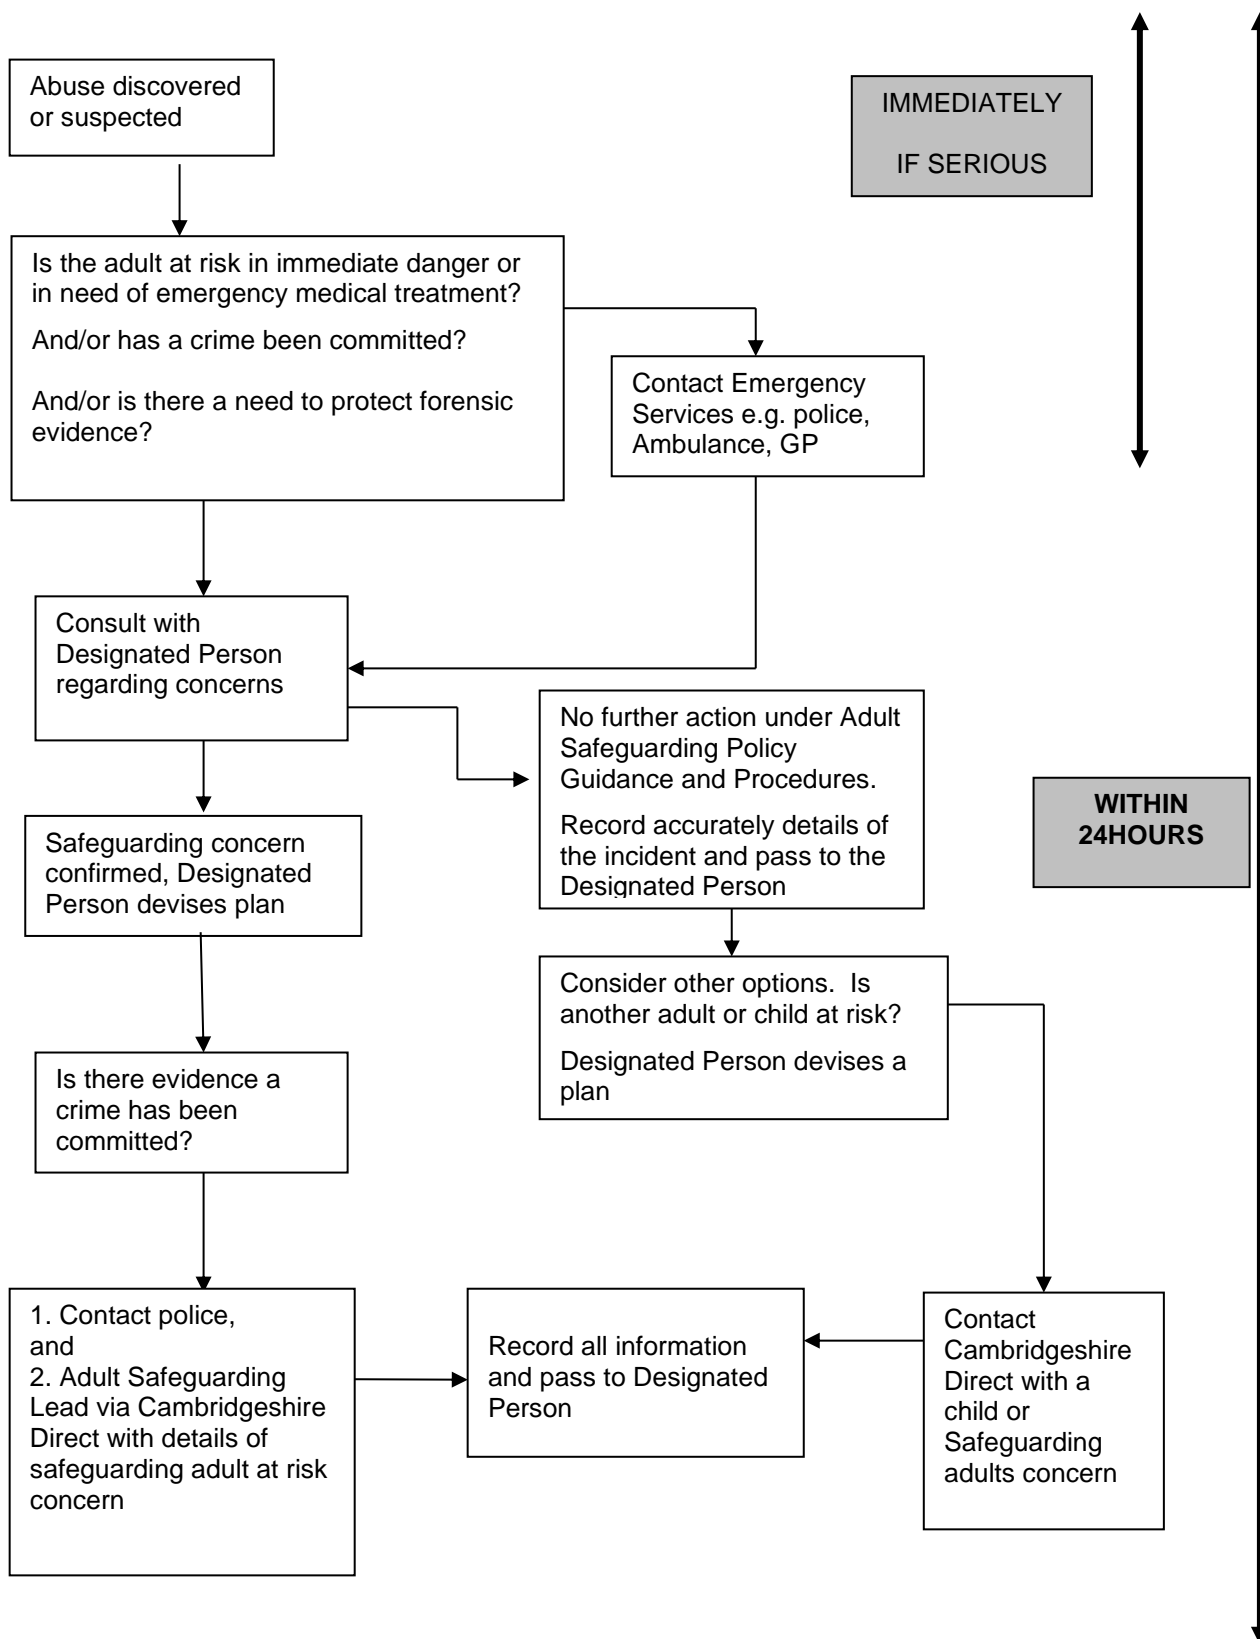 Abuse discovered
or suspected
IMMEDIATELY
IF SERIOUS
Is the adult at risk in immediate danger or
in need of emergency medical treatment?
And/or has a crime been committed?
And/or is there a need to protect forensic
evidence?
Contact Emergency
Services e.g. police,
Ambulance, GP
Consult with
Designated Person
regarding concerns
No further action under Adult
Safeguarding Policy
Guidance and Procedures.
Record accurately details of
the incident and pass to the
Designated Person
WITHIN
24HOURS
Safeguarding concern
confirmed, Designated
Person devises plan
Consider other options.  Is
another adult or child at risk?
Designated Person devises a
plan
Is there evidence a
crime has been
committed?
1. Contact police,
and
2. Adult Safeguarding
Lead via Cambridgeshire
Direct with details of
safeguarding adult at risk
concern
Record all information
and pass to Designated
Person
Contact
Cambridgeshire
Direct with a
child or
Safeguarding
adults concern